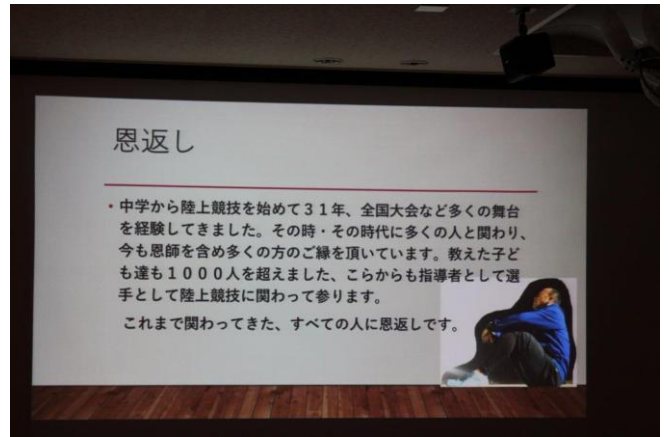 恩返し
・中学から陸上競技を始めて３１年、全国大会など多くの舞台
を経験してきました。その時・その時代に多くの人と関わり、
今も恩師を含め多くの方のご縁を頂いています。教えた子ど
も達も１０００人を超えました、こらからも指導者として選
手として陸上競技に関わって参ります。
これまで関わってきた、すべての人に恩返しです。